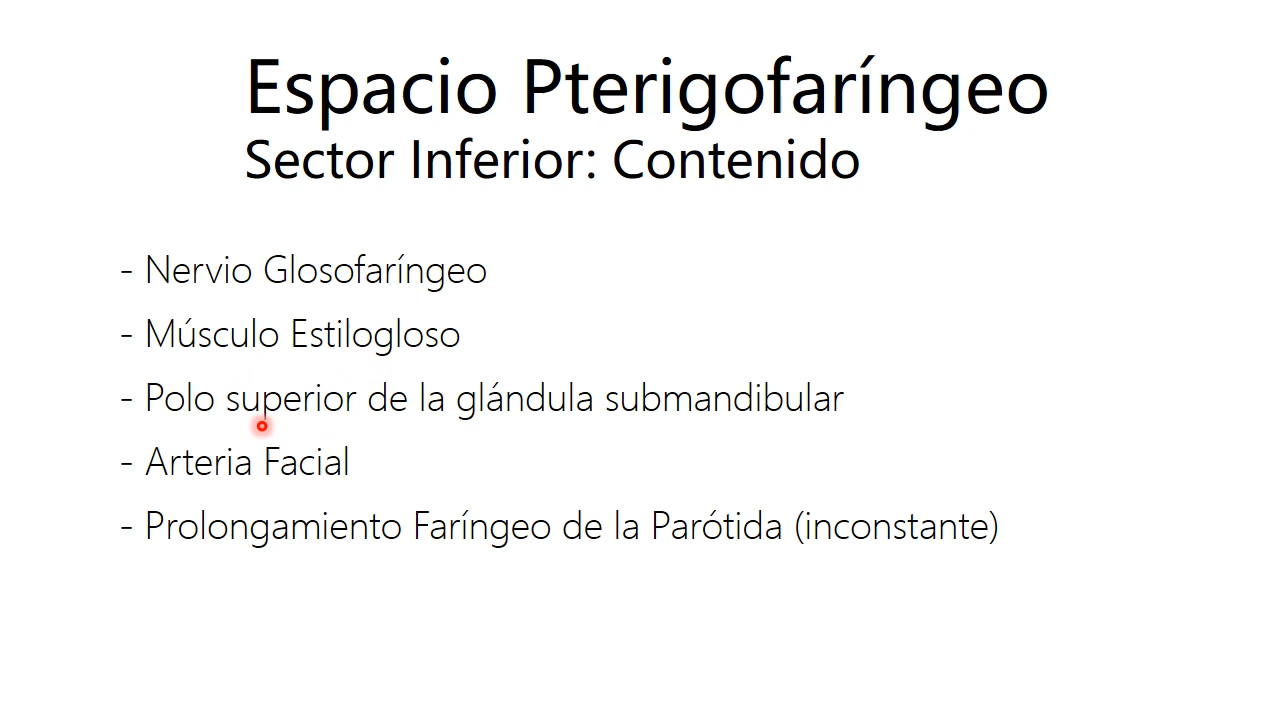 Espacio Pterigofaríngeo
Sector Inferior: Contenido
- Nervio Glosofaríngeo
- Músculo Estilogloso
- Polo superior de la glándula submandibular
- Arteria Facial
- Prolongamiento Faríngeo de la Parótida (inconstante)